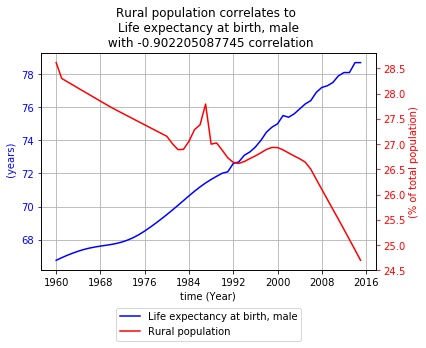 Rural population correlates to
Life expectancy at birth, male
with -0.902205087745 correlation
78
76
74
72
70
68
(years)
28.5
28.0
27.5
27.0
26.5
26.0
25.5
25.0
24.5
(% of total population)
1960 1968 1976 1984 1992 2000 2008 2016
time (Year)
Life expectancy at birth, male
Rural population